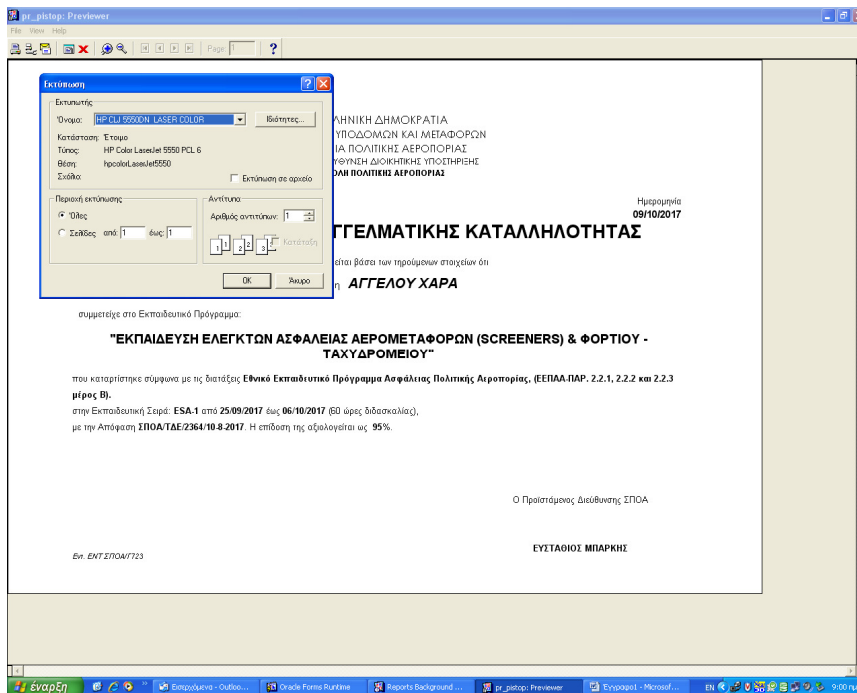 pr_pistop: Previewer
File View Help
Page: 1
?
Εκτύπωση
Εκτυπωτής
Όνομα: HP CLJ 5550DN LASER COLOR Ιδιότητες...
Κατάσταση: Έτοιμο
Τύπος: HP Color LaserJet 5550 PCL 6
Θέση: hpcolorLaserJet5550
Σχόλιο: Εκτύπωση σε αρχείο
Περιοχή εκτύπωσης
Όλες
Σελίδες από: 1 έως: 1
Αντίτυπα
Αριθμός αντιτύπων: 1
1 1 2 2 3 Κατάταξη
OK Άκυρο
ΛΗΝΙΚΗ ΔΗΜΟΚΡΑΤΙΑ
ΥΠΟΔΟΜΩΝ ΚΑΙ ΜΕΤΑΦΟΡΩΝ
ΙΑ ΠΟΛΙΤΙΚΗΣ ΑΕΡΟΠΟΡΙΑΣ
ΥΘΥΝΣΗ ΔΙΟΙΚΗΤΙΚΗΣ ΥΠΟΣΤΗΡΙΞΗΣ
ΟΛΗ ΠΟΛΙΤΙΚΗΣ ΑΕΡΟΠΟΡΙΑΣ
Ημερομηνία
09/10/2017
ΓΓΕΛΜΑΤΙΚΗΣ ΚΑΤΑΛΛΗΛΟΤΗΤΑΣ
είται βάσει των τηρούμενων στοιχείων ότι
η ΑΓΓΕΛΟΥ ΧΑΡΑ
συμμετείχε στο Εκπαιδευτικό Πρόγραμμα:
"ΕΚΠΑΙΔΕΥΣΗ ΕΛΕΓΚΤΩΝ ΑΣΦΑΛΕΙΑΣ ΑΕΡΟΜΕΤΑΦΟΡΩΝ (SCREENERS) & ΦΟΡΤΙΟΥ -
ΤΑΧΥΔΡΟΜΕΙΟΥ"
που καταρτίστηκε σύμφωνα με τις διατάξεις Εθνικό Εκπαιδευτικό Πρόγραμμα Ασφάλειας Πολιτικής Αεροπορίας, (ΕΕΠΑΑ-ΠΑΡ. 2.2.1, 2.2.2 και 2.2.3
μέρος Β).
στην Εκπαιδευτική Σειρά: ESA-1 από 25/09/2017 έως 06/10/2017 (60 ώρες διδασκαλίας),
με την Απόφαση ΣΠΟΑ/ΤΔΕ/2364/10-8-2017. Η επίδοση της αξιολογείται ως 95%.
Ο Προϊστάμενος Διεύθυνσης ΣΠΟΑ
ΕΥΣΤΑΘΙΟΣ ΜΠΑΡΚΗΣ
Εντ. ΕΝΤ ΣΠΟΑ/Γ723
έναρξη
Εισερχόμενα - Outloo...
Oracle Forms Runtime
Reports Background ...
pr_pistop: Previewer
Έγγραφο1 - Microsof...
EN